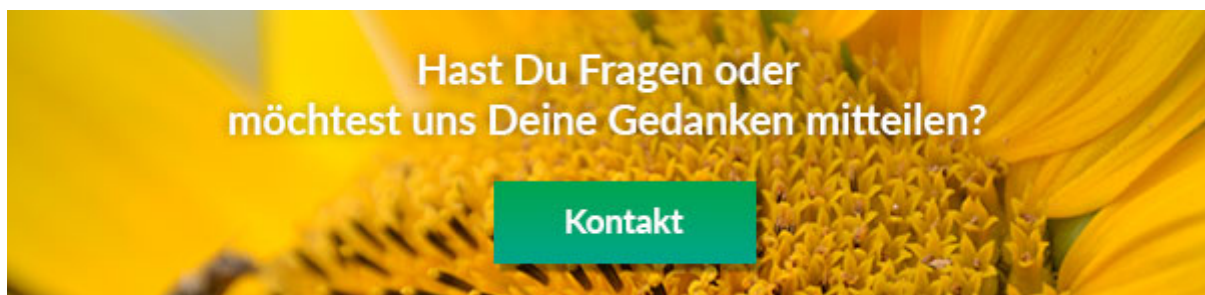 Hast Du Fragen oder
möchtest uns Deine Gedanken mitteilen?
Kontakt